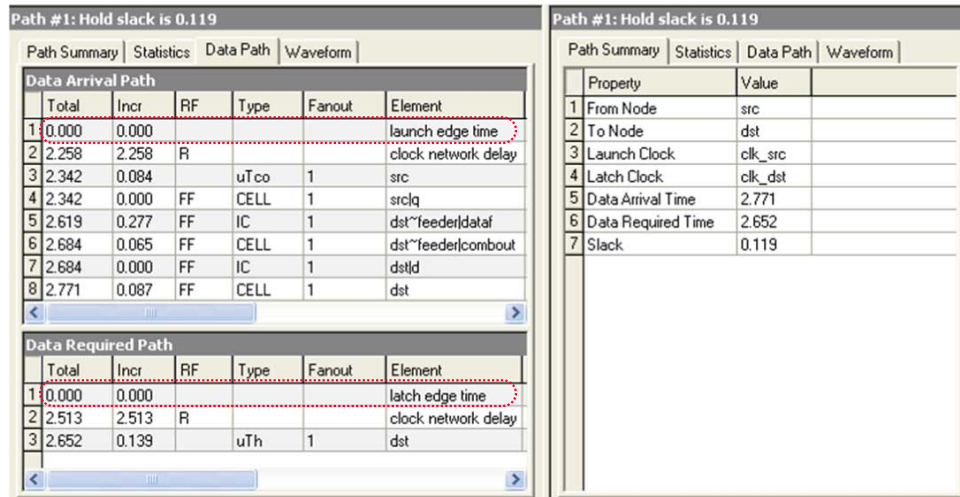 Path #1: Hold slack is 0.119
Path Summary Statistics Data Path Waveform
Data Arrival Path
Total Incr RF Type Fanout Element
1 0.000 0.000 launch edge time
2 2.258 2.258 R clock network delay
3 2.342 0.084 uTco 1 src
4 2.342 0.000 FF CELL 1 src|q
5 2.619 0.277 FF IC 1 dst~feeder|dataf
6 2.684 0.065 FF CELL 1 dst~feeder|combout
7 2.684 0.000 FF IC 1 dst|d
8 2.771 0.087 FF CELL 1 dst
Data Required Path
Total Incr RF Type Fanout Element
1 0.000 0.000 latch edge time
2 2.513 2.513 R clock network delay
3 2.652 0.139 uTh 1 dst
Path #1: Hold slack is 0.119
Path Summary Statistics Data Path Waveform
Property Value
1 From Node src
2 To Node dst
3 Launch Clock clk_src
4 Latch Clock clk_dst
5 Data Arrival Time 2.771
6 Data Required Time 2.652
7 Slack 0.119